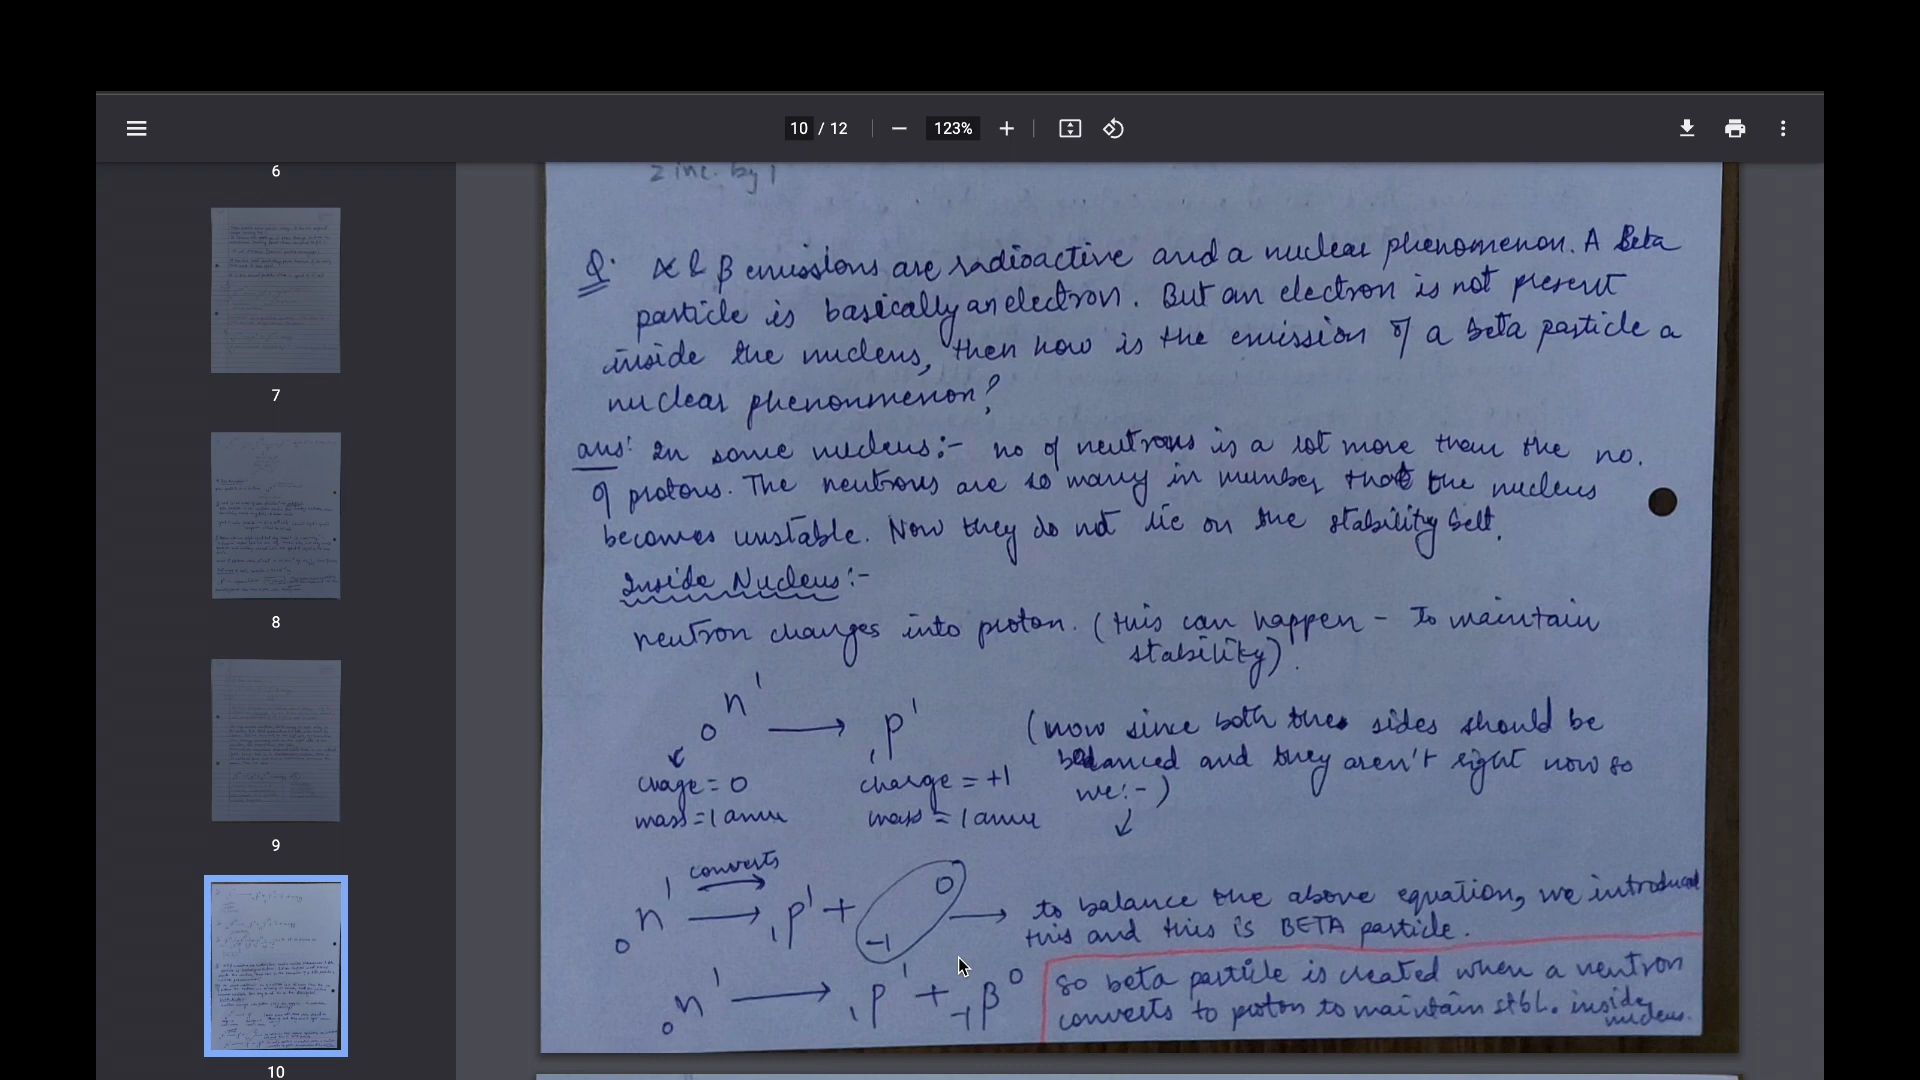 10 / 12
123%
6
7
8
9
10
Z inc. by 1
Q. α & β emissions are radioactive and a nuclear phenomenon. A Beta
particle is basically an electron. But an electron is not present
inside the nucleus, then how is the emission of a beta particle a
nuclear phenonmenon?
ans: In some nucleus:- no of neutrons is a lot more than the no.
of protons. The neutrons are so many in number that the nucleus
becomes unstable. Now they do not lie on the stability belt.
Inside Nucleus:-
neutron changes into proton. (this can happen - To maintain
stability).
₀n¹ ⟶ ₁p¹ (now since both the sides should be
balanced and they aren't right now so
we:-)
chage = 0 charge = +1
mass = 1 amu mass = 1 amu
converts
₀n¹ ⟶ ₁p¹ + ₋₁⁰ ⟶ to balance the above equation, we introduced
this and this is BETA particle.
₀n¹ ⟶ ₁p¹ + ₋₁β⁰
so beta particle is created when a neutron
converts to proton to maintain stbl. inside
nucleus.